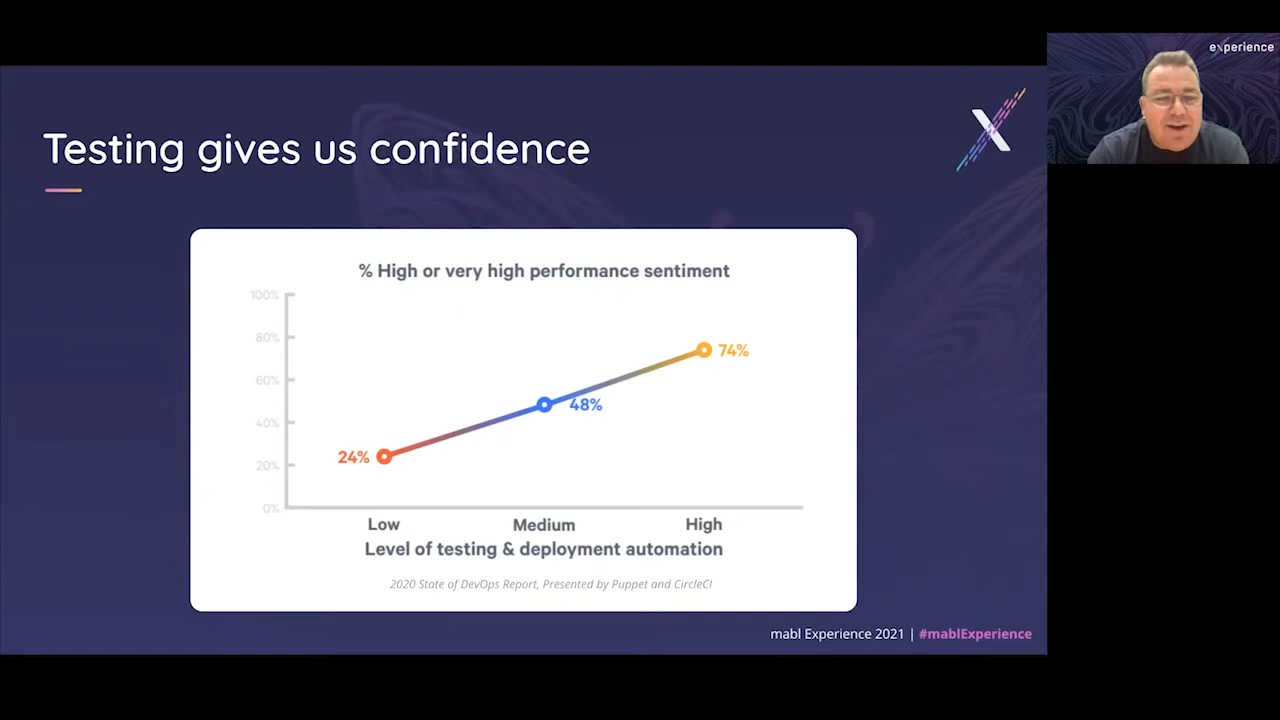 experience
Testing gives us confidence
% High or very high performance sentiment
100%
80%
60%
40%
20%
0%
24%
48%
74%
Low
Medium
High
Level of testing & deployment automation
2020 State of DevOps Report, Presented by Puppet and CircleCI
mabl Experience 2021 | #mablExperience